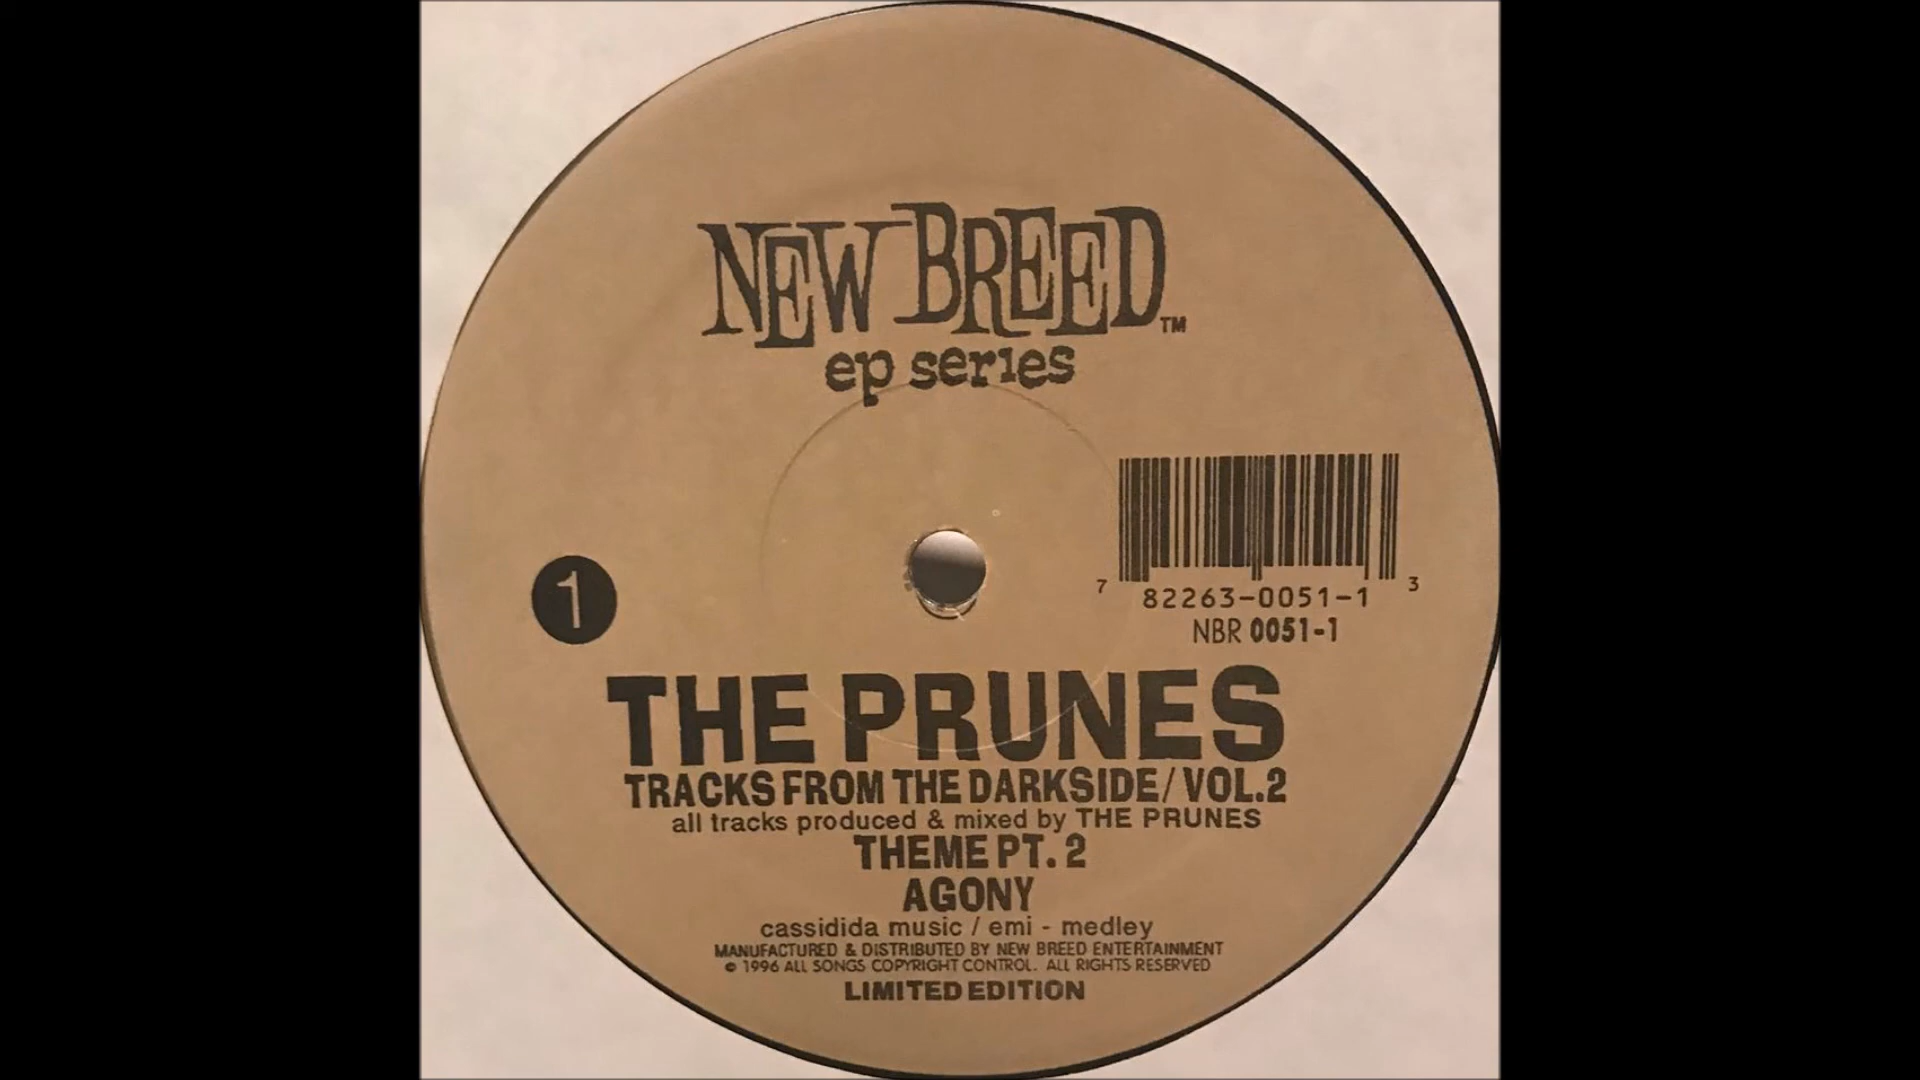 NEW BREED™
ep series
7 82263-0051-1 3
NBR 0051-1
1
THE PRUNES
TRACKS FROM THE DARKSIDE/VOL.2
all tracks produced & mixed by THE PRUNES
THEME PT. 2
AGONY
cassidida music / emi - medley
MANUFACTURED & DISTRIBUTED BY NEW BREED ENTERTAINMENT
© 1996 ALL SONGS COPYRIGHT CONTROL. ALL RIGHTS RESERVED
LIMITED EDITION